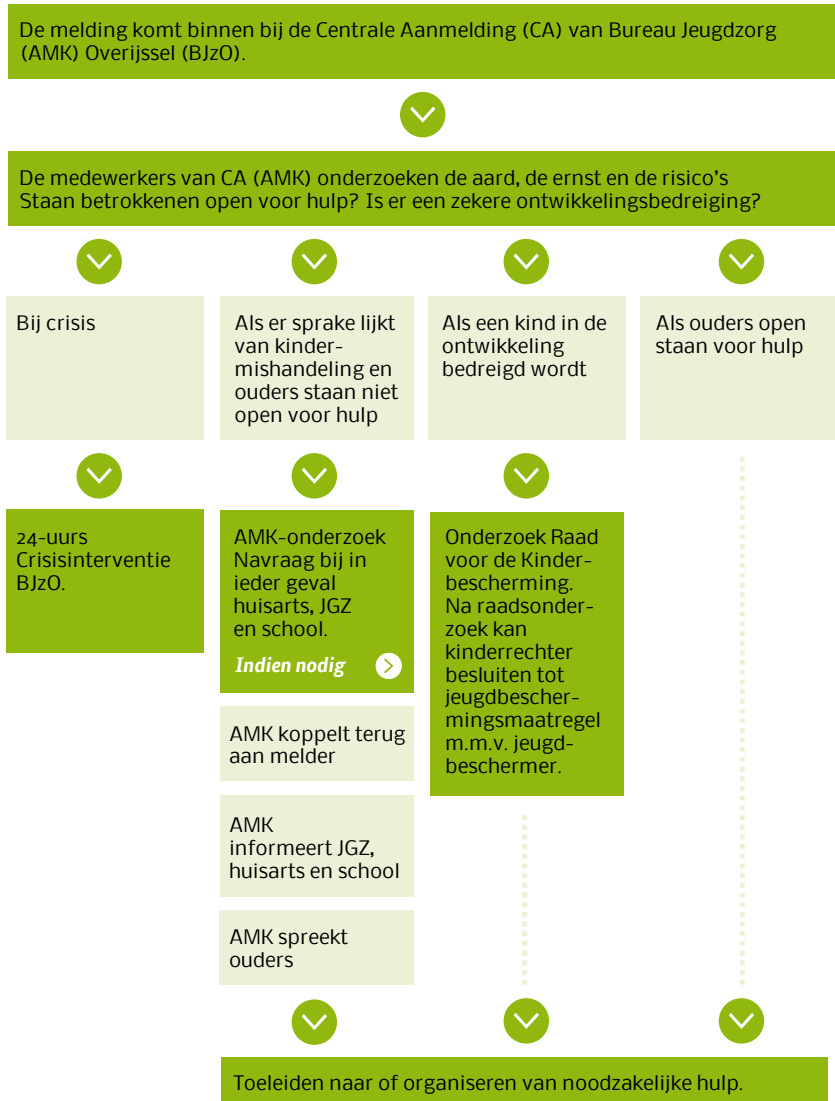 De melding komt binnen bij de Centrale Aanmelding (CA) van Bureau Jeugdzorg
(AMK) Overijssel (BJzO).
De medewerkers van CA (AMK) onderzoeken de aard, de ernst en de risico's
Staan betrokkenen open voor hulp? Is er een zekere ontwikkelingsbedreiging?
Bij crisis
Als er sprake lijkt
van kinder-
mishandeling en
ouders staan niet
open voor hulp
Als een kind in de
ontwikkeling
bedreigd wordt
Als ouders open
staan voor hulp
24-uurs
Crisisinterventie
BJzO.
AMK-onderzoek
Navraag bij in
ieder geval
huisarts, JGZ
en school.
Indien nodig
AMK koppelt terug
aan melder
AMK
informeert JGZ,
huisarts en school
AMK spreekt
ouders
Onderzoek Raad
voor de Kinder-
bescherming.
Na raadsonder-
zoek kan
kinderrechter
besluiten tot
jeugdbescher-
mingsmaatregel
m.m.v. jeugd-
beschermer.
Toeleiden naar of organiseren van noodzakelijke hulp.